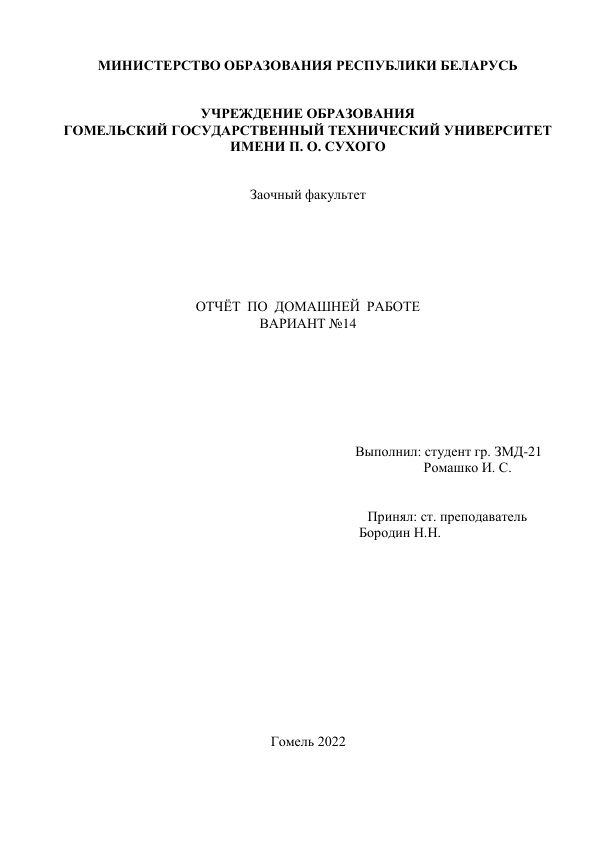 МИНИСТЕРСТВО ОБРАЗОВАНИЯ РЕСПУБЛИКИ БЕЛАРУСЬ
УЧРЕЖДЕНИЕ ОБРАЗОВАНИЯ
ГОМЕЛЬСКИЙ ГОСУДАРСТВЕННЫЙ ТЕХНИЧЕСКИЙ УНИВЕРСИТЕТ
ИМЕНИ П. О. СУХОГО
Заочный факультет
ОТЧЁТ ПО ДОМАШНЕЙ РАБОТЕ
ВАРИАНТ №14
Выполнил: студент гр. ЗМД-21
Ромашко И. С.
Принял: ст. преподаватель
Бородин Н.Н.
Гомель 2022